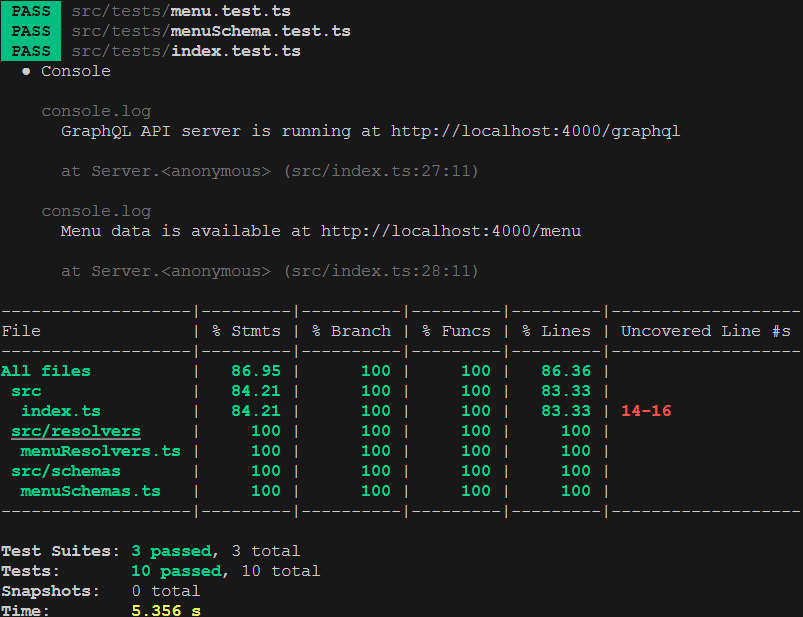 PASS src/tests/menu.test.ts
PASS src/tests/menuSchema.test.ts
PASS src/tests/index.test.ts
● Console
console.log
GraphQL API server is running at http://localhost:4000/graphql
at Server.<anonymous> (src/index.ts:27:11)
console.log
Menu data is available at http://localhost:4000/menu
at Server.<anonymous> (src/index.ts:28:11)
-------------------|---------|----------|---------|---------|-------------------
File | % Stmts | % Branch | % Funcs | % Lines | Uncovered Line #s
-------------------|---------|----------|---------|---------|-------------------
All files | 86.95 | 100 | 100 | 86.36 |
src | 84.21 | 100 | 100 | 83.33 |
index.ts | 84.21 | 100 | 100 | 83.33 | 14-16
src/resolvers | 100 | 100 | 100 | 100 |
menuResolvers.ts | 100 | 100 | 100 | 100 |
src/schemas | 100 | 100 | 100 | 100 |
menuSchemas.ts | 100 | 100 | 100 | 100 |
-------------------|---------|----------|---------|---------|-------------------
Test Suites: 3 passed, 3 total
Tests: 10 passed, 10 total
Snapshots: 0 total
Time: 5.356 s